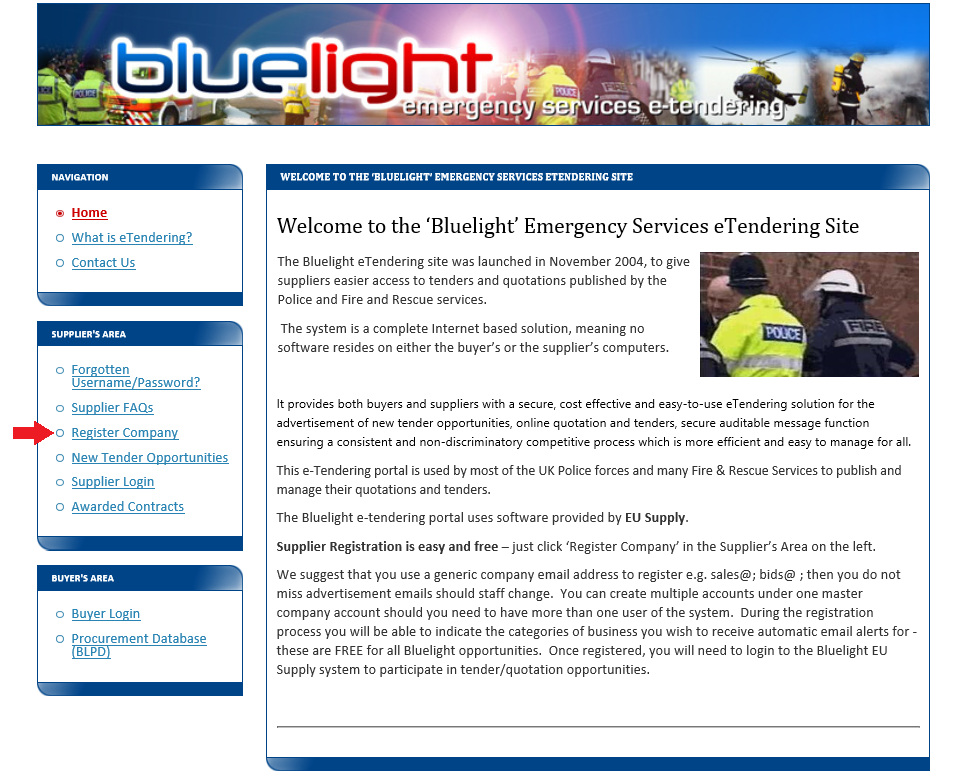 bluelight
emergency services e-tendering
POLICE
FIRE
NAVIGATION
Home
What is eTendering?
Contact Us
SUPPLIER'S AREA
Forgotten
Username/Password?
Supplier FAQs
Register Company
New Tender Opportunities
Supplier Login
Awarded Contracts
BUYER'S AREA
Buyer Login
Procurement Database
(BLPD)
WELCOME TO THE 'BLUELIGHT' EMERGENCY SERVICES ETENDERING SITE
Welcome to the ‘Bluelight’ Emergency Services eTendering Site
The Bluelight eTendering site was launched in November 2004, to give
suppliers easier access to tenders and quotations published by the
Police and Fire and Rescue services.
The system is a complete Internet based solution, meaning no
software resides on either the buyer’s or the supplier’s computers.
POLICE
FIRE
It provides both buyers and suppliers with a secure, cost effective and easy-to-use eTendering solution for the
advertisement of new tender opportunities, online quotation and tenders, secure auditable message function
ensuring a consistent and non-discriminatory competitive process which is more efficient and easy to manage for all.
This e-Tendering portal is used by most of the UK Police forces and many Fire & Rescue Services to publish and
manage their quotations and tenders.
The Bluelight e-tendering portal uses software provided by EU Supply.
Supplier Registration is easy and free – just click ‘Register Company’ in the Supplier’s Area on the left.
We suggest that you use a generic company email address to register e.g. sales@; bids@ ; then you do not
miss advertisement emails should staff change. You can create multiple accounts under one master
company account should you need to have more than one user of the system. During the registration
process you will be able to indicate the categories of business you wish to receive automatic email alerts for -
these are FREE for all Bluelight opportunities. Once registered, you will need to login to the Bluelight EU
Supply system to participate in tender/quotation opportunities.